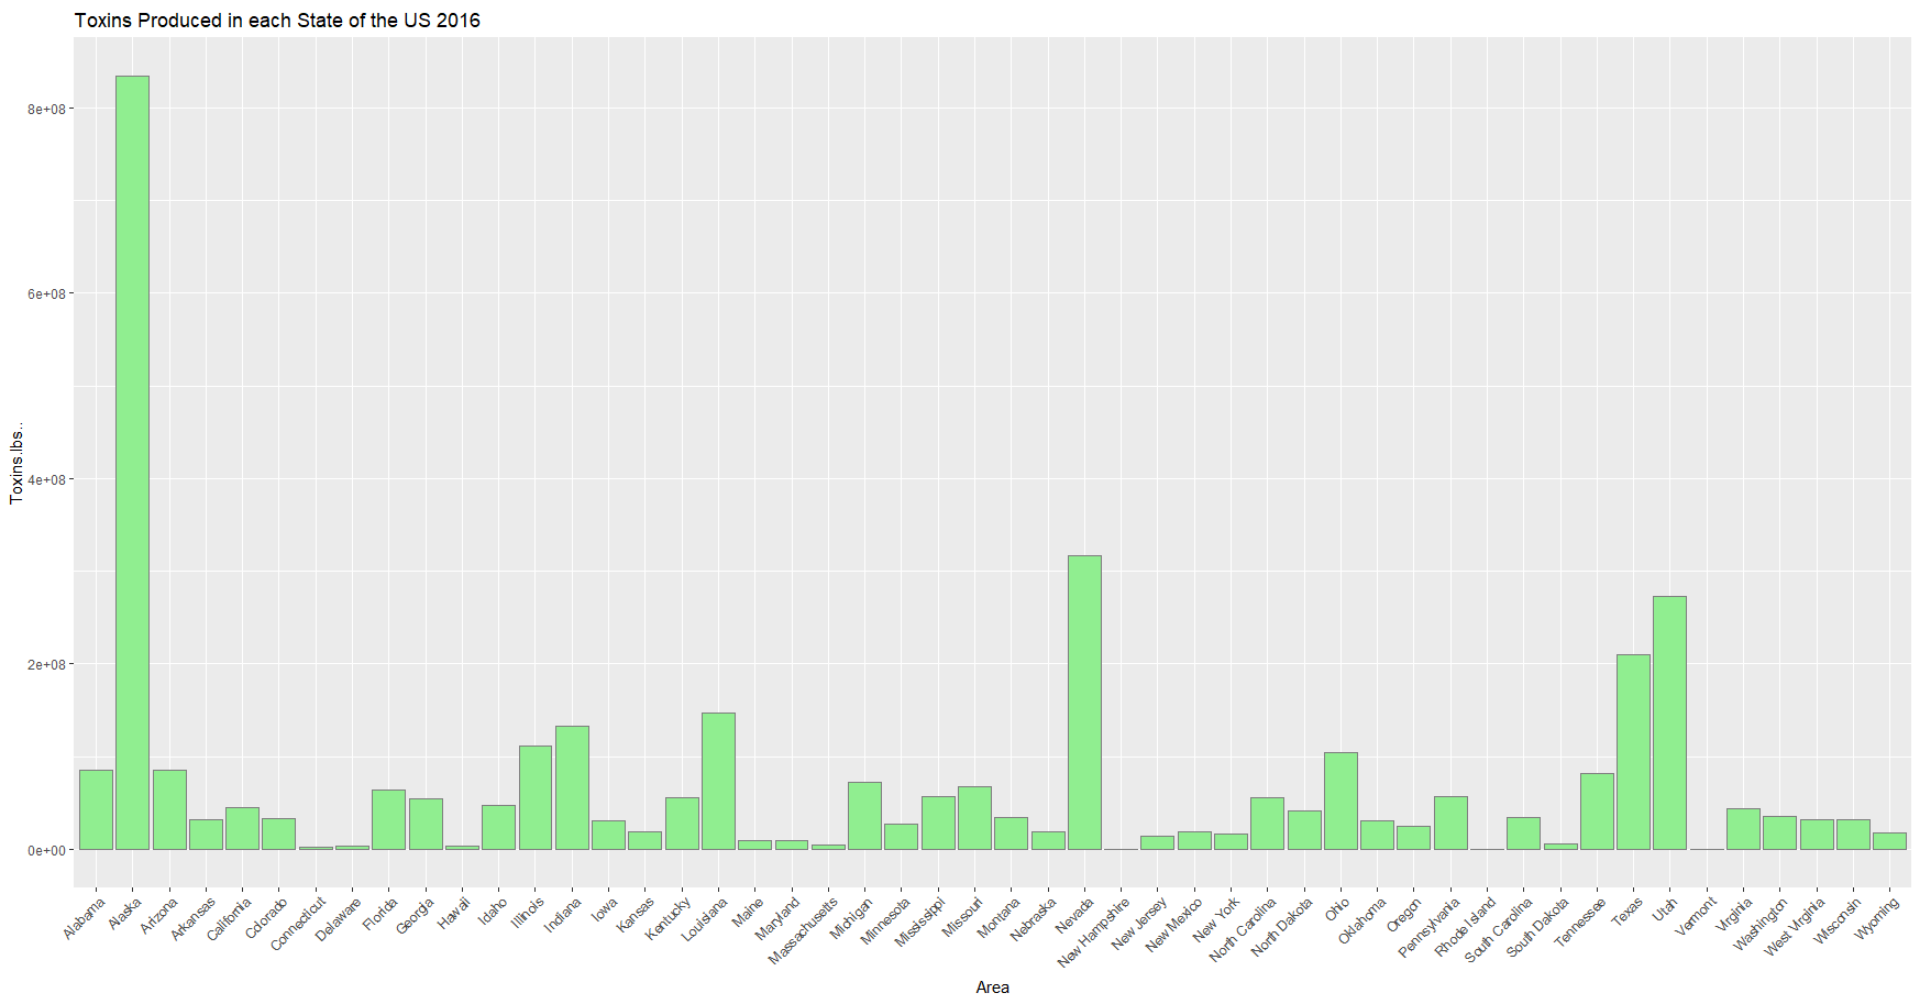 Toxins Produced in each State of the US 2016
8e+08
6e+08
4e+08
2e+08
0e+00
Toxins.lbs..
Alabama
Alaska
Arizona
Arkansas
California
Colorado
Connecticut
Delaware
Florida
Georgia
Hawaii
Idaho
Illinois
Indiana
Iowa
Kansas
Kentucky
Louisiana
Maine
Maryland
Massachusetts
Michigan
Minnesota
Mississippi
Missouri
Montana
Nebraska
Nevada
New Hampshire
New Jersey
New Mexico
New York
North Carolina
North Dakota
Ohio
Oklahoma
Oregon
Pennsylvania
Rhode Island
South Carolina
South Dakota
Tennessee
Texas
Utah
Vermont
Virginia
Washington
West Virginia
Wisconsin
Wyoming
Area